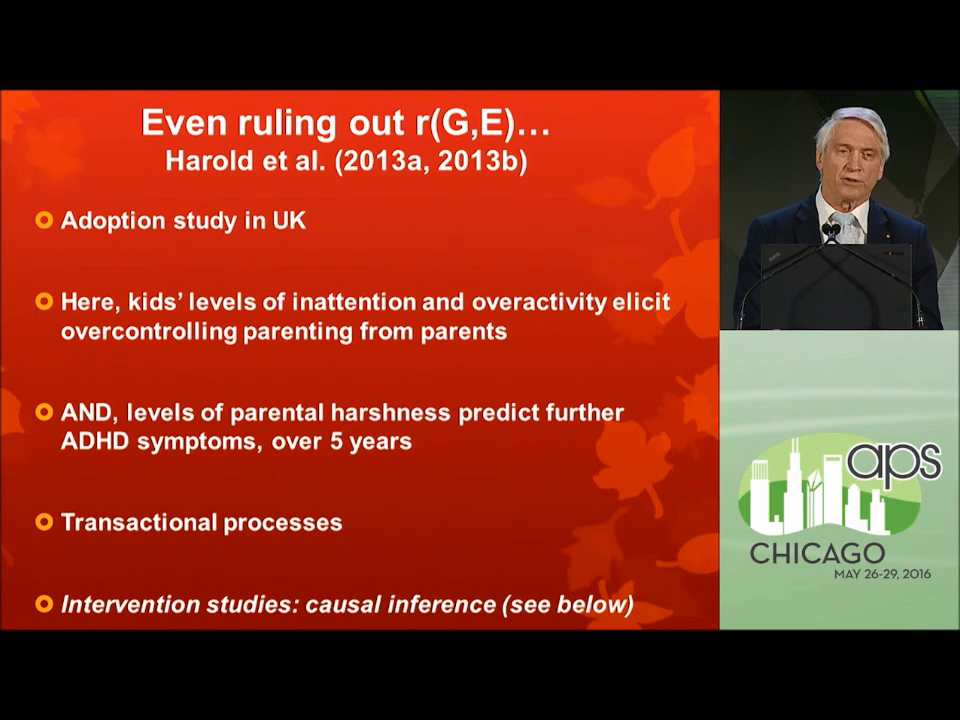 Even ruling out r(G,E)…
Harold et al. (2013a, 2013b)
Adoption study in UK
Here, kids’ levels of inattention and overactivity elicit
overcontrolling parenting from parents
AND, levels of parental harshness predict further
ADHD symptoms, over 5 years
Transactional processes
Intervention studies: causal inference (see below)
aps
CHICAGO
MAY 26-29, 2016